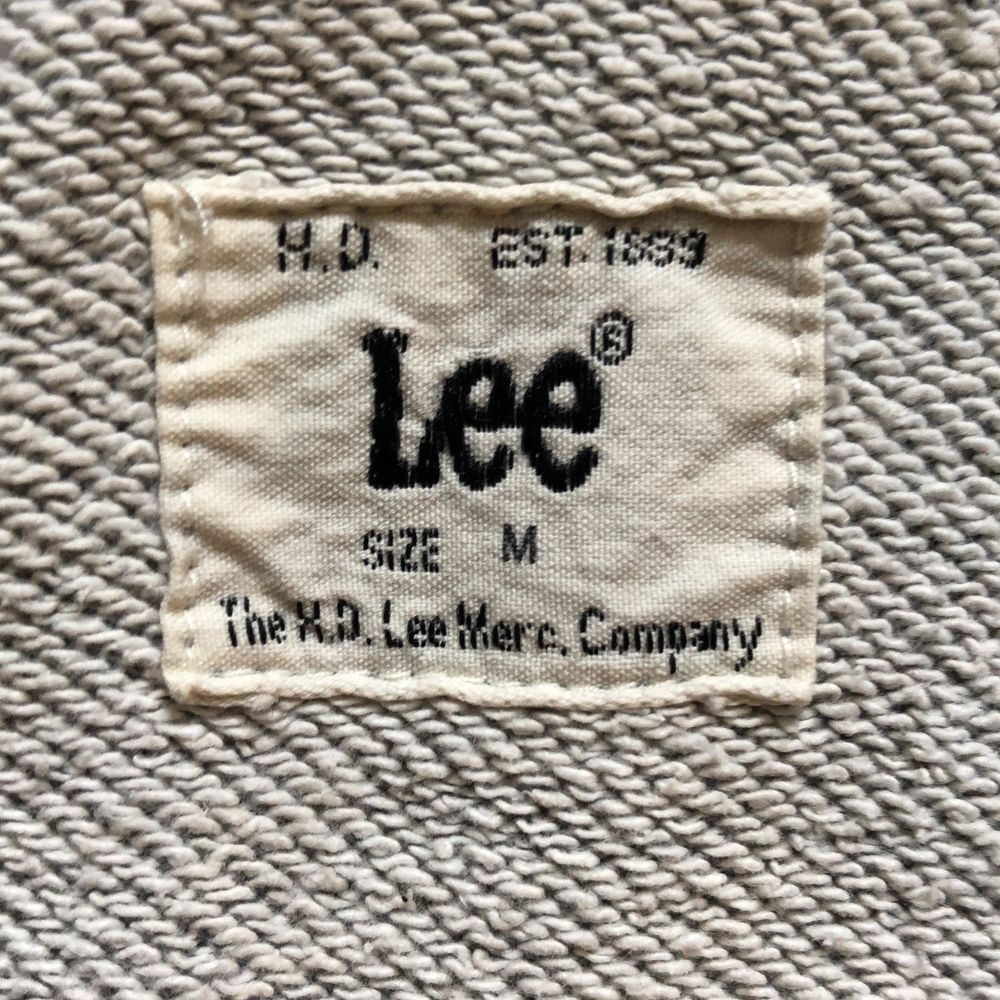 H.D. EST. 1889
Lee®
SIZE M
The H.D. Lee Merc. Company